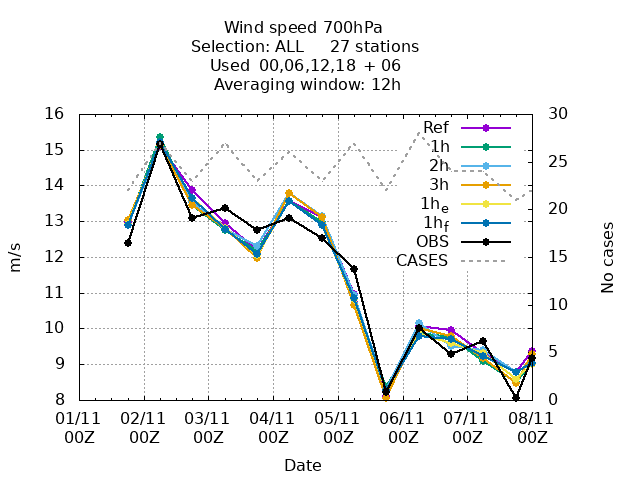 Wind speed 700hPa
Selection: ALL     27 stations
Used  00,06,12,18 + 06
Averaging window: 12h
16
15
14
13
12
11
10
9
8
m/s
30
25
20
15
10
5
0
No cases
Ref
1h
2h
3h
1he
1hf
OBS
CASES
01/11 02/11 03/11 04/11 05/11 06/11 07/11 08/11
00Z 00Z 00Z 00Z 00Z 00Z 00Z 00Z
Date